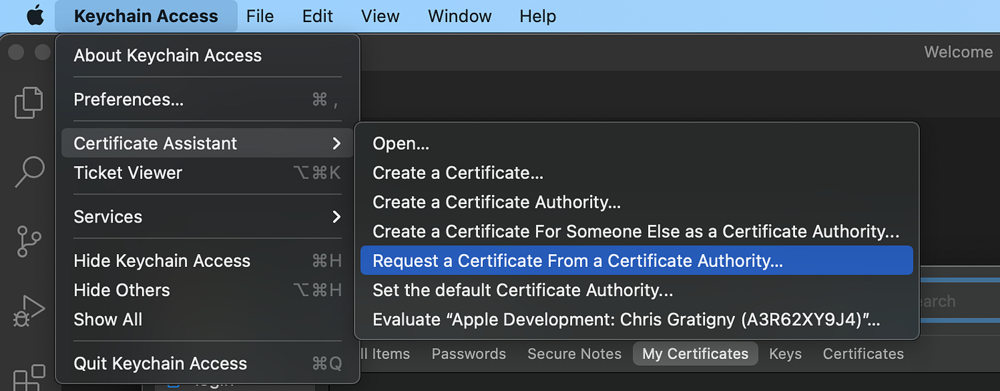 Keychain Access File Edit View Window Help
Welcome
About Keychain Access
Preferences... ⌘ ,
Certificate Assistant
Ticket Viewer ⌥⌘K
Services
Hide Keychain Access ⌘H
Hide Others ⌥⌘H
Show All
Quit Keychain Access ⌘Q
Open...
Create a Certificate...
Create a Certificate Authority...
Create a Certificate For Someone Else as a Certificate Authority...
Request a Certificate From a Certificate Authority...
Set the default Certificate Authority...
Evaluate “Apple Development: Chris Gratigny (A3R62XY9J4)”...
Items Passwords Secure Notes My Certificates Keys Certificates